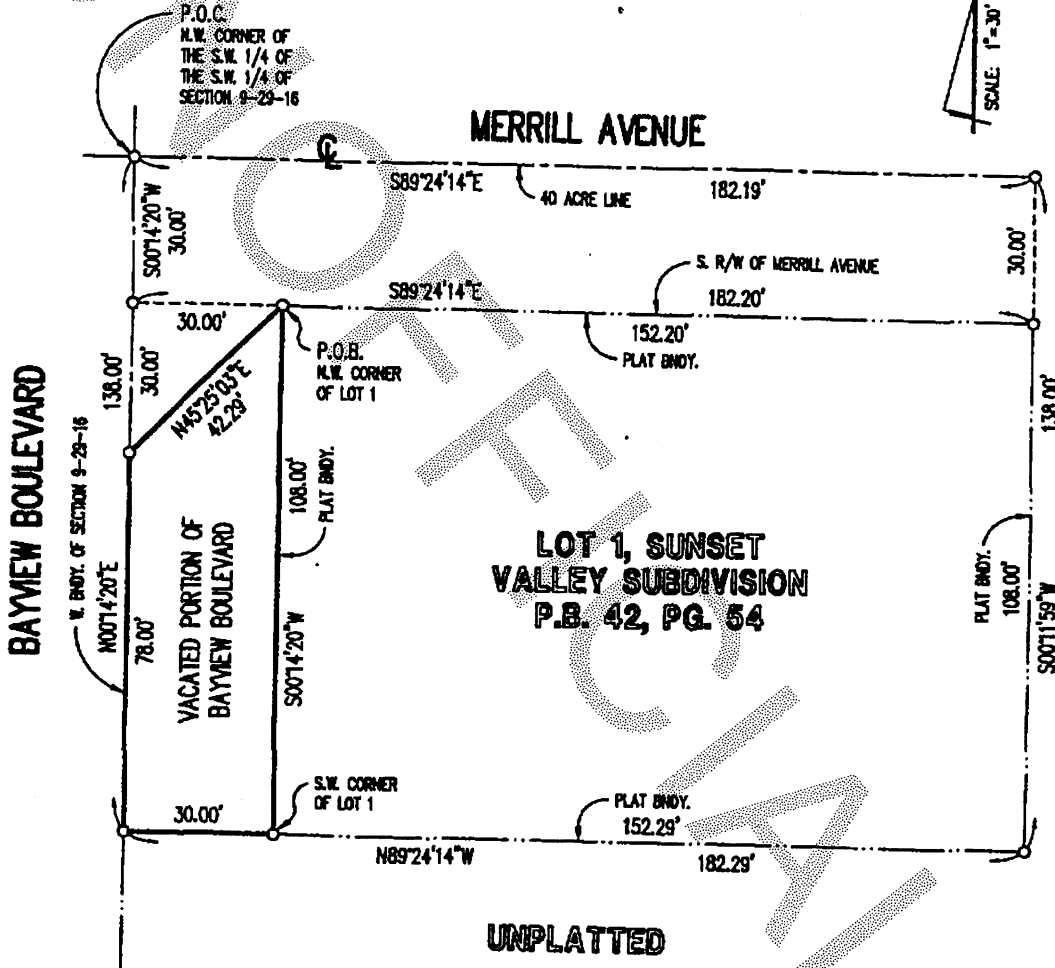 P.O.C.
N.W. CORNER OF
THE S.W. 1/4 OF
THE S.W. 1/4 OF
SECTION 9-29-16
SCALE: 1"=30'
MERRILL AVENUE
CL
S89°24'14"E
40 ACRE LINE
182.19'
S00°14'20"W
30.00'
30.00'
S. R/W OF MERRILL AVENUE
S89°24'14"E
182.20'
30.00'
152.20'
PLAT BNDY.
P.O.B.
N.W. CORNER
OF LOT 1
138.00'
30.00'
N45°25'03"E
42.29'
138.00'
BAYVIEW BOULEVARD
W. BNDY. OF SECTION 9-29-16
N00°14'20"E
78.00'
VACATED PORTION OF
BAYVIEW BOULEVARD
108.00'
PLAT BNDY.
S00°14'20"W
LOT 1, SUNSET
VALLEY SUBDIVISION
P.B. 42, PG. 54
PLAT BNDY.
108.00'
S00°11'59"W
S.W. CORNER
OF LOT 1
30.00'
PLAT BNDY.
152.29'
N89°24'14"W
182.29'
UNPLATTED
UNOFFICIAL